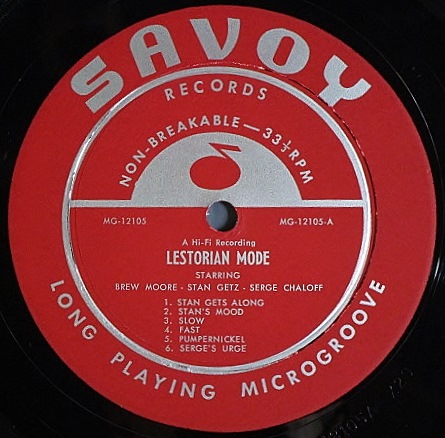 SAVOY
RECORDS
NON-BREAKABLE—33⅓RPM
MG-12105
MG-12105-A
A Hi-Fi Recording
LESTORIAN MODE
STARRING
BREW MOORE - STAN GETZ - SERGE CHALOFF
1. STAN GETS ALONG
2. STAN'S MOOD
3. SLOW
4. FAST
5. PUMPERNICKEL
6. SERGE'S URGE
LONG PLAYING MICROGROOVE